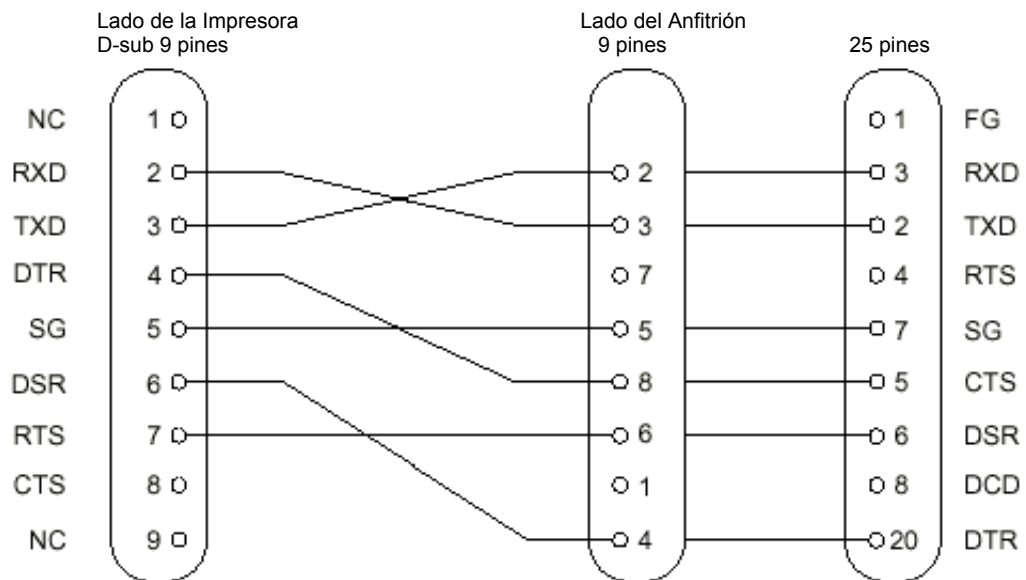 Lado de la Impresora
D-sub 9 pines
Lado del Anfitrión
9 pines
25 pines
NC 1 1 FG
RXD 2 2 3 RXD
TXD 3 3 2 TXD
DTR 4 7 4 RTS
SG 5 5 7 SG
DSR 6 8 5 CTS
RTS 7 6 6 DSR
CTS 8 1 8 DCD
NC 9 4 20 DTR